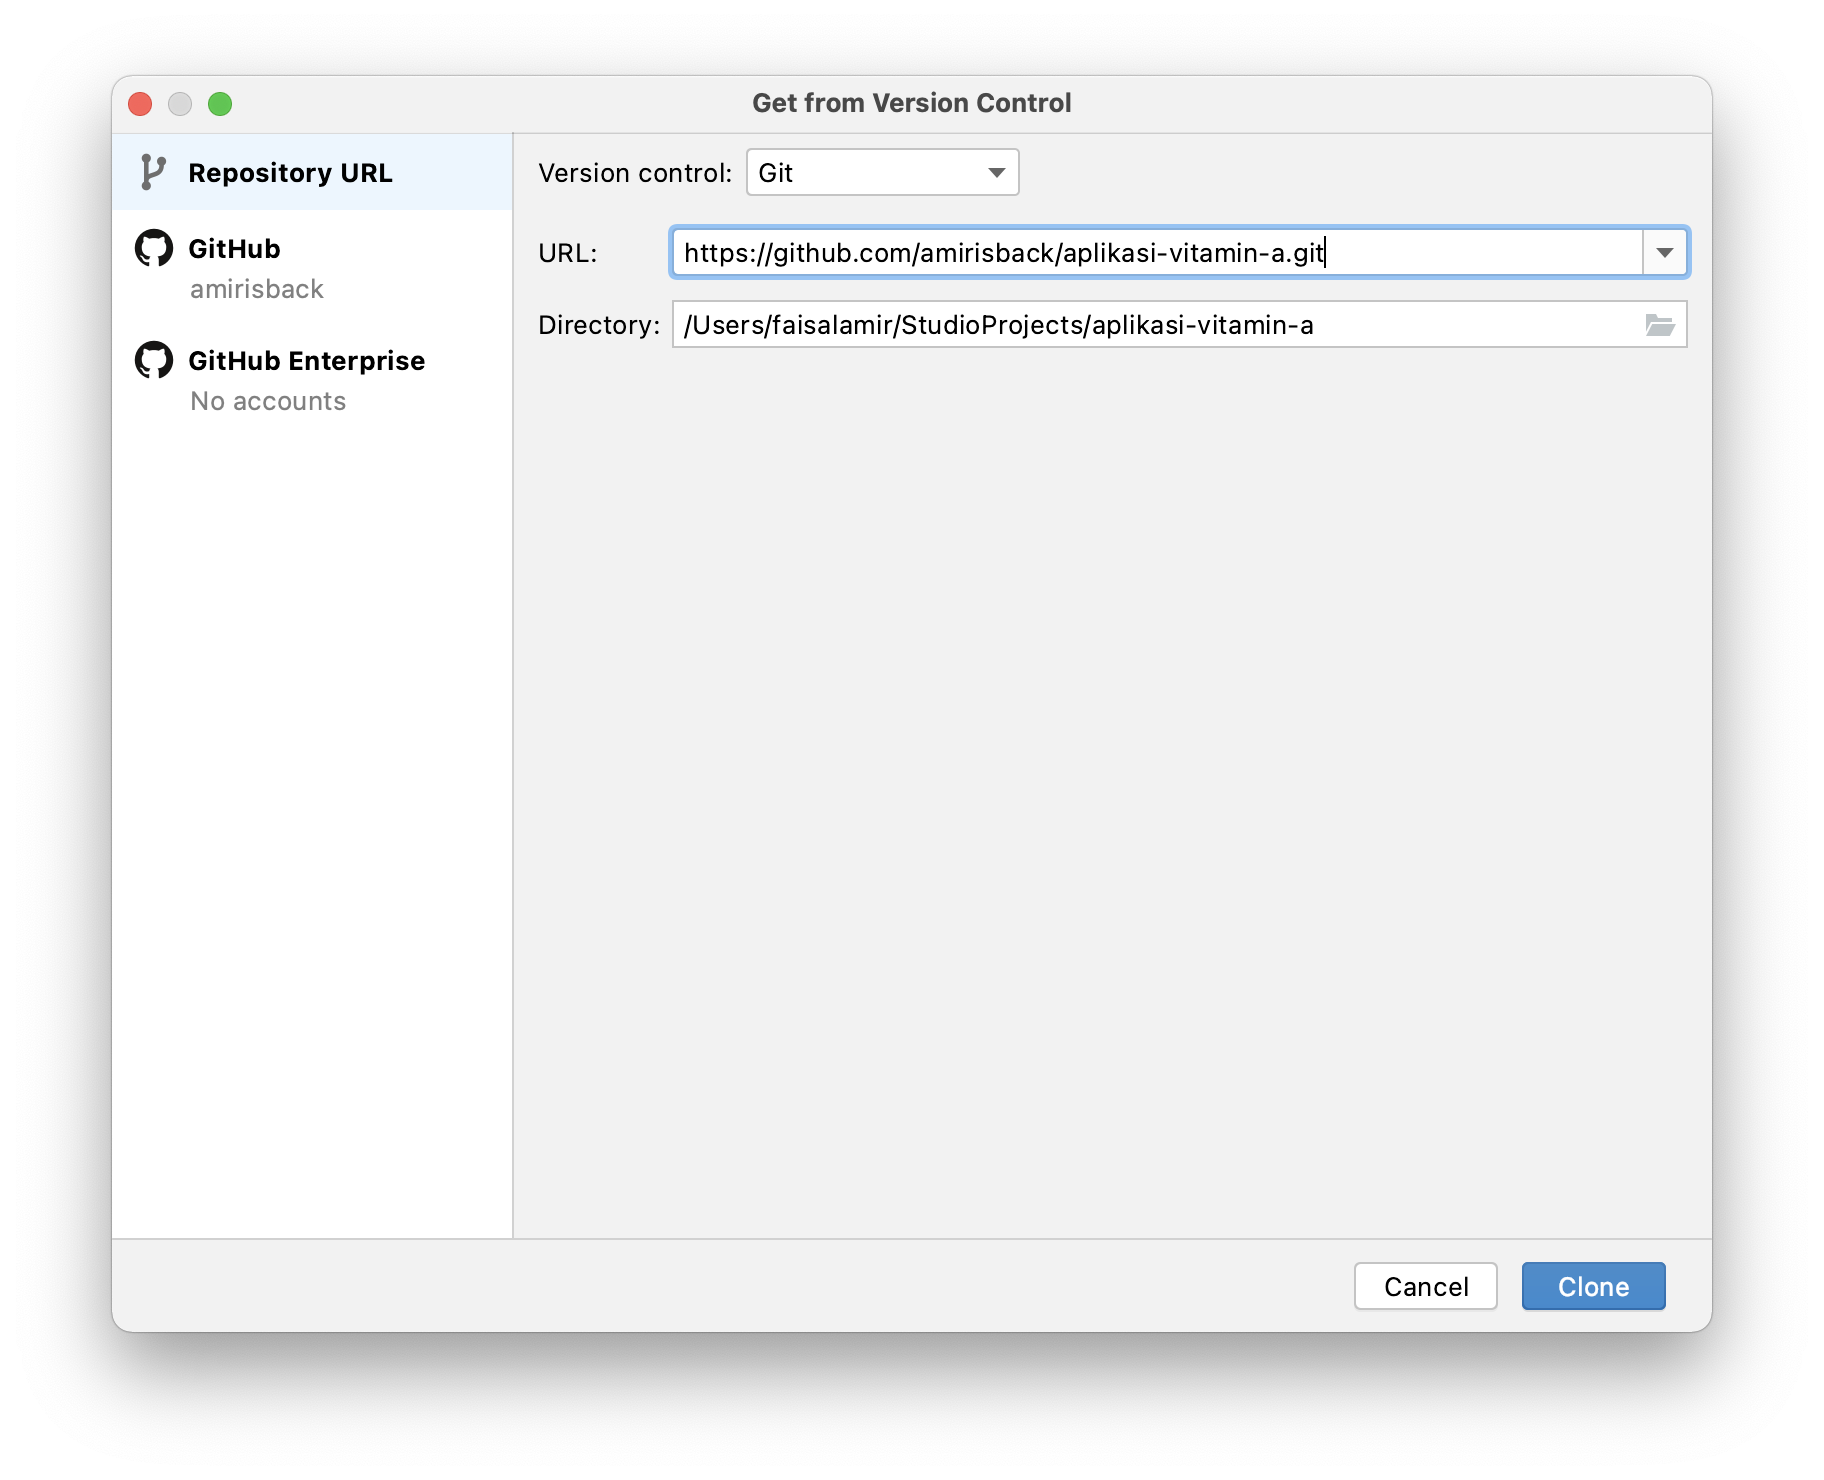 Get from Version Control
Repository URL
GitHub
amirisback
GitHub Enterprise
No accounts
Version control: Git
URL: https://github.com/amirisback/aplikasi-vitamin-a.git
Directory: /Users/faisalamir/StudioProjects/aplikasi-vitamin-a
Cancel Clone